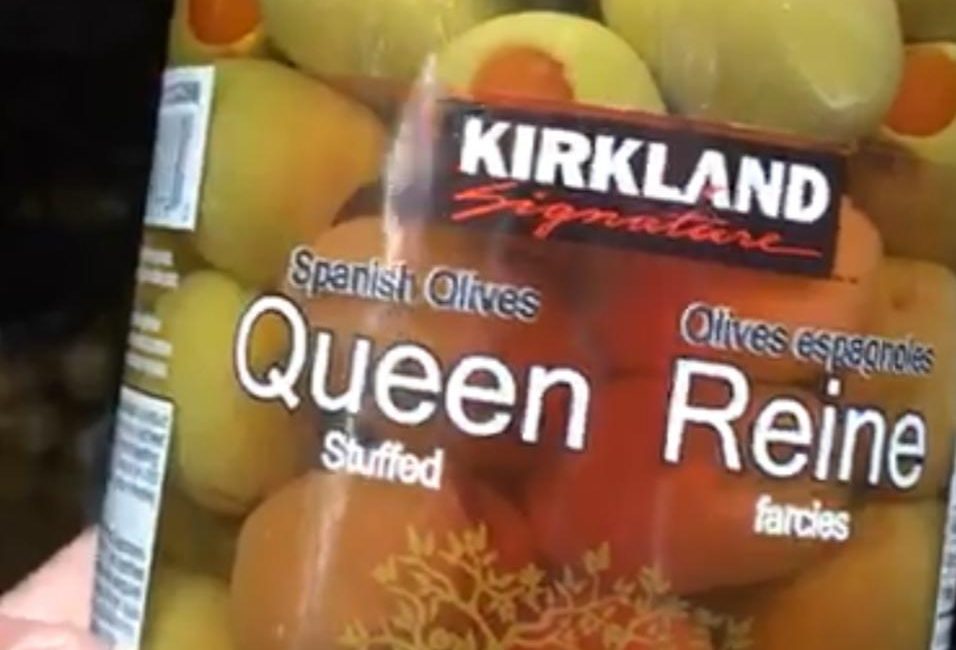 KIRKLAND
Signature
Spanish Olives
Queen
Stuffed
Olives espagnoles
Reine
farcies